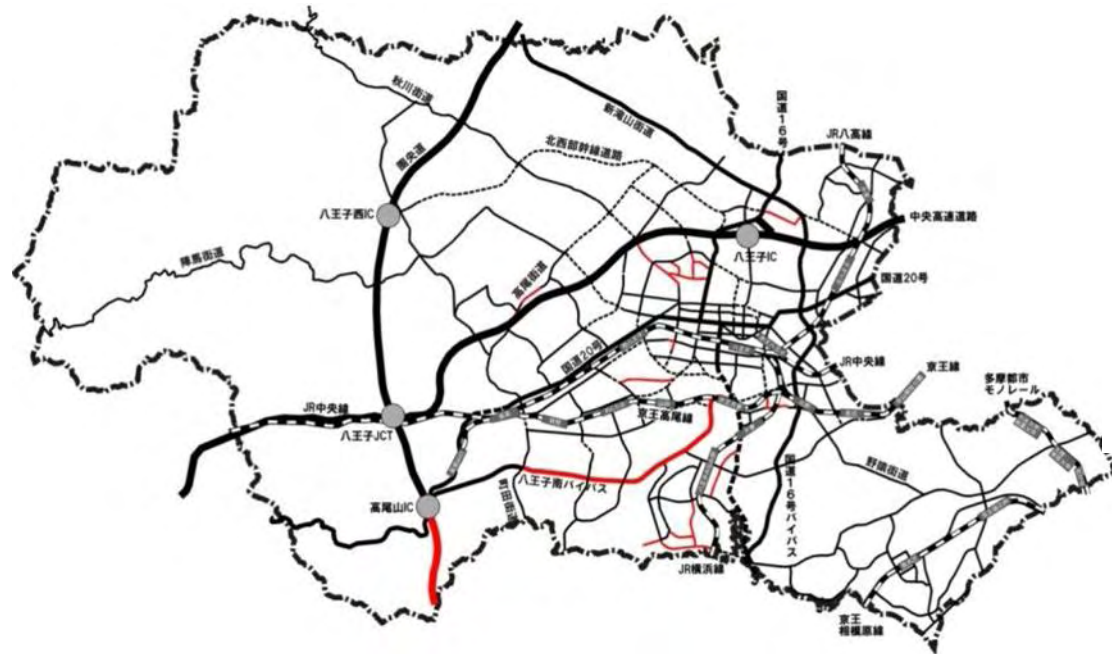 秋川街道
新滝山街道
国道16号
JR八高線
圏央道
北西部幹線道路
八王子西IC
中央高速道路
八王子IC
陣馬街道
高尾街道
国道20号
国道20号
JR中央線
京王線
多摩都市
モノレール
JR中央線
京王高尾線
八王子JCT
野猿街道
八王子南バイパス
町田街道
国道16号バイパス
高尾山IC
JR横浜線
京王
相模原線